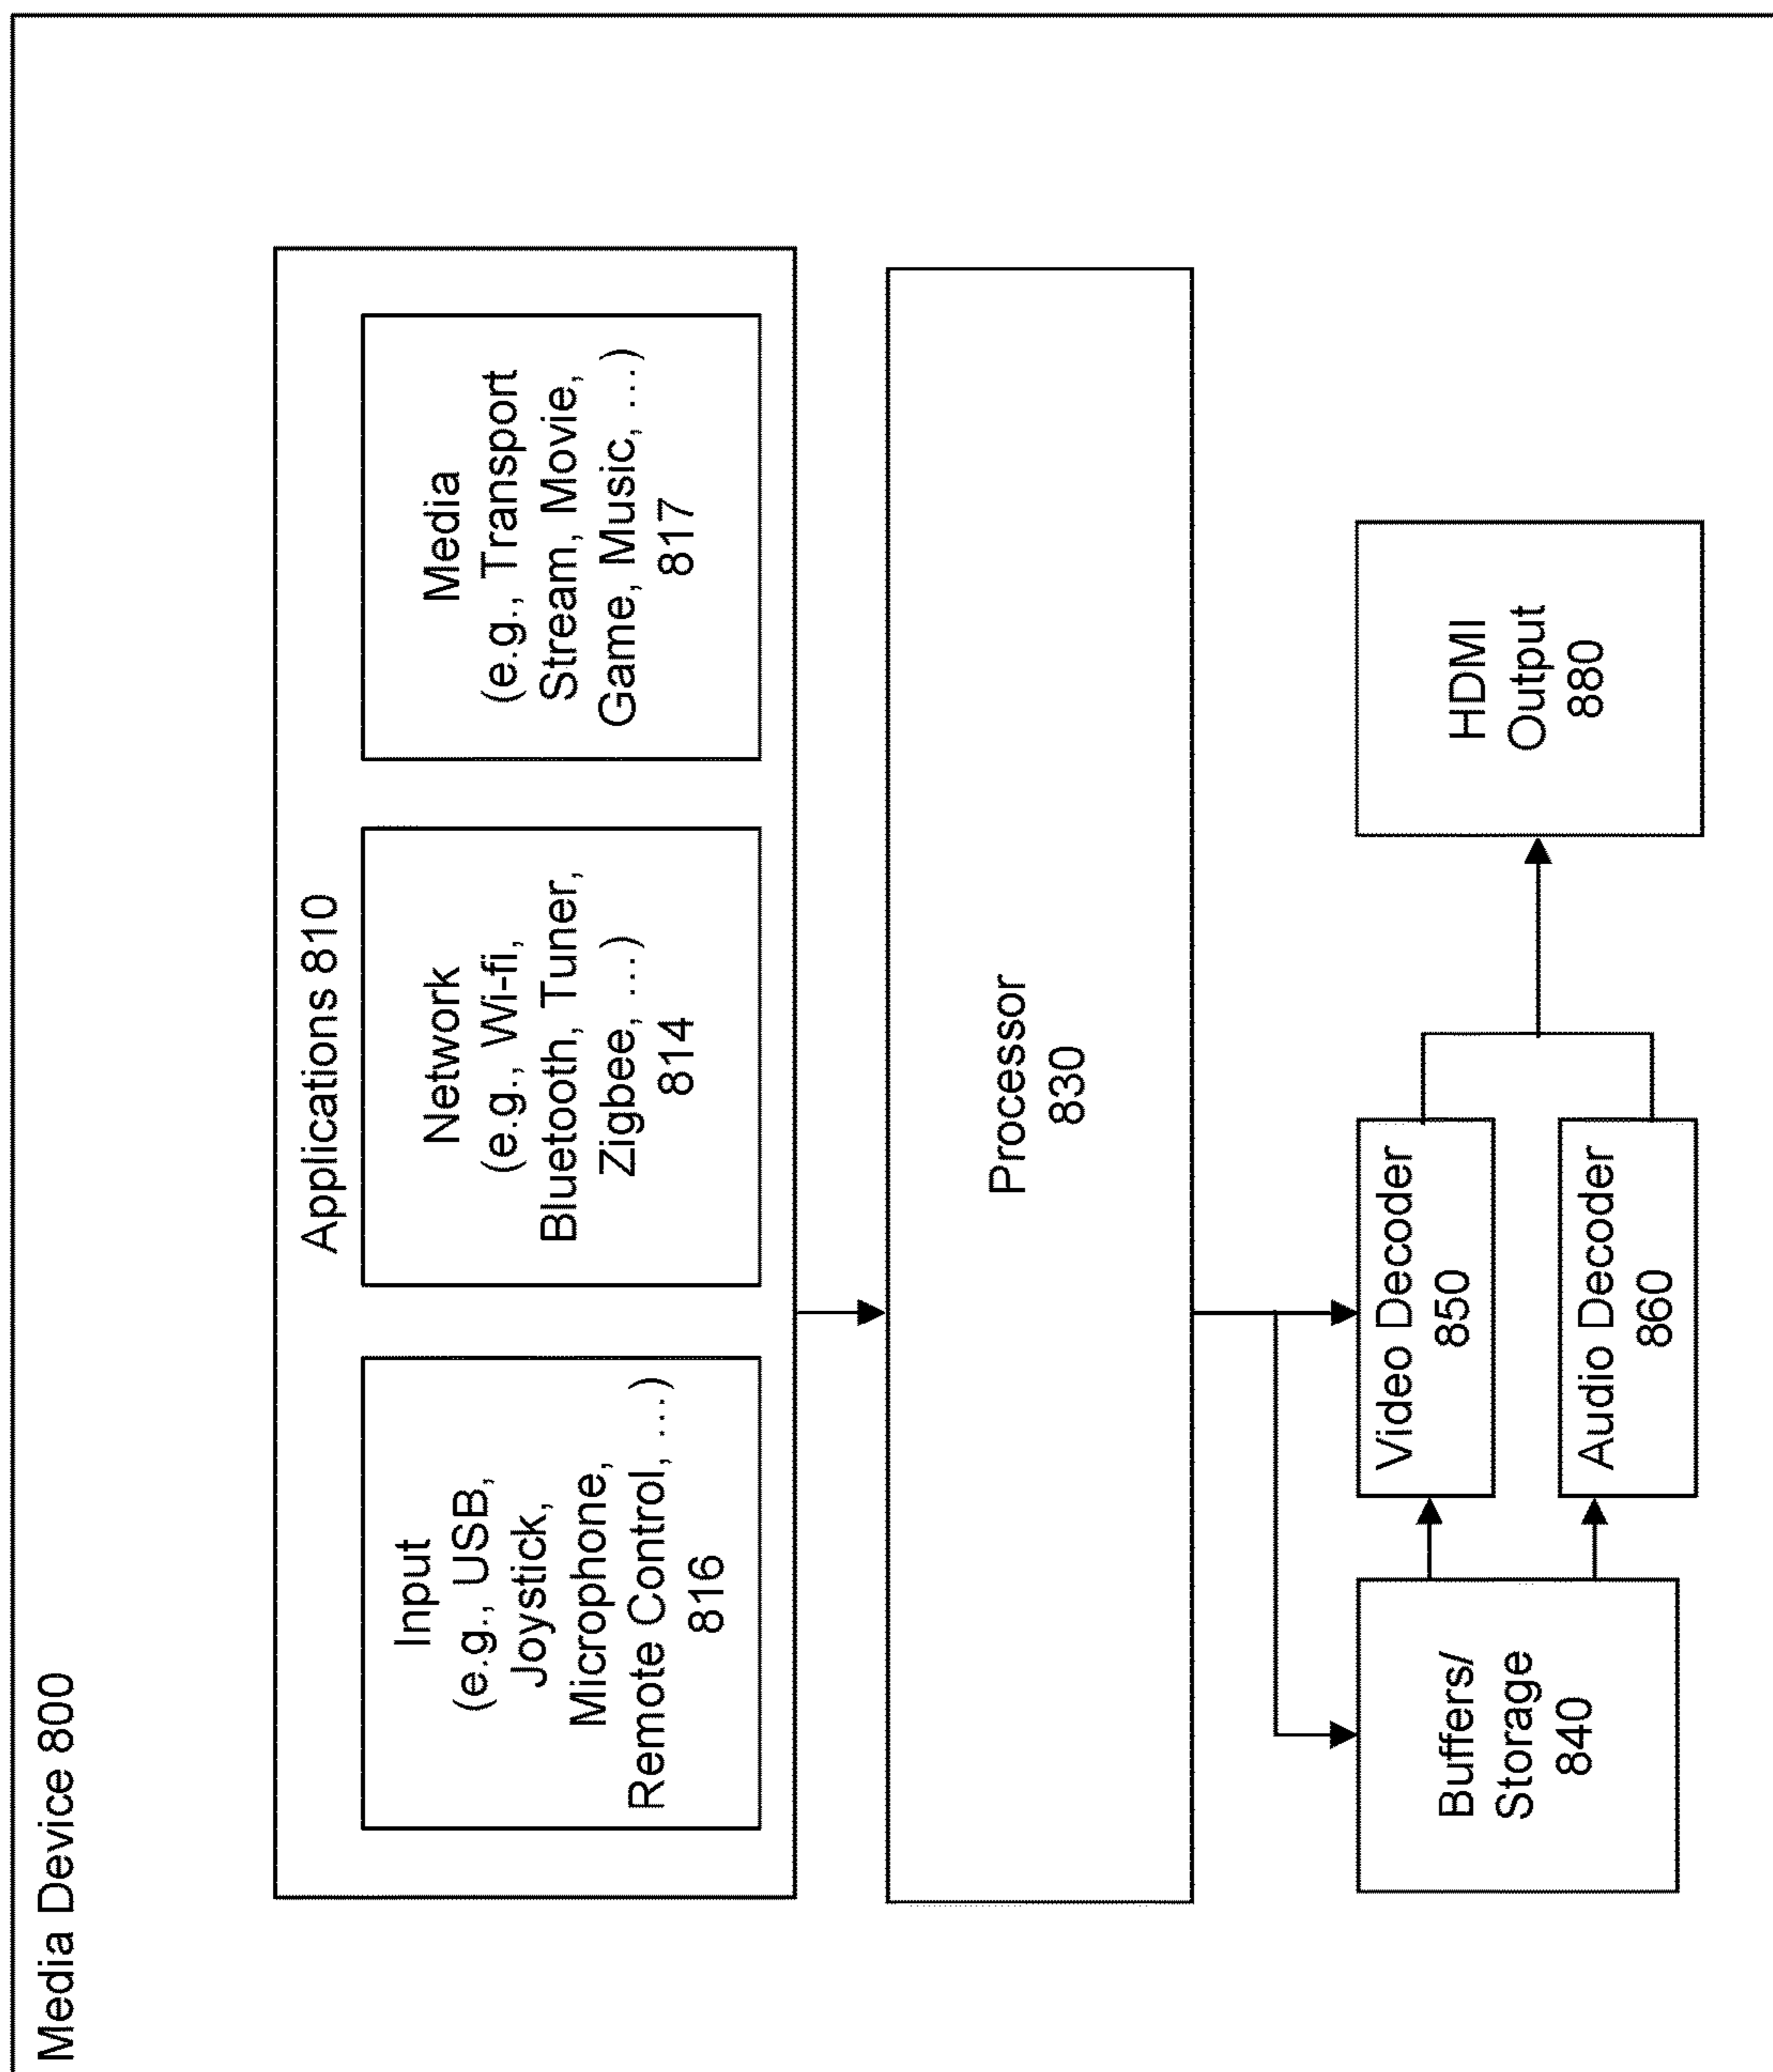 Media Device 800
Applications 810
Input
(e.g., USB,
Joystick,
Microphone,
Remote Control, …)
816
Network
(e.g., Wi-fi,
Bluetooth, Tuner,
Zigbee, …)
814
Media
(e.g., Transport
Stream, Movie,
Game, Music, …)
817
Processor
830
Buffers/
Storage
840
Video Decoder
850
Audio Decoder
860
HDMI
Output
880